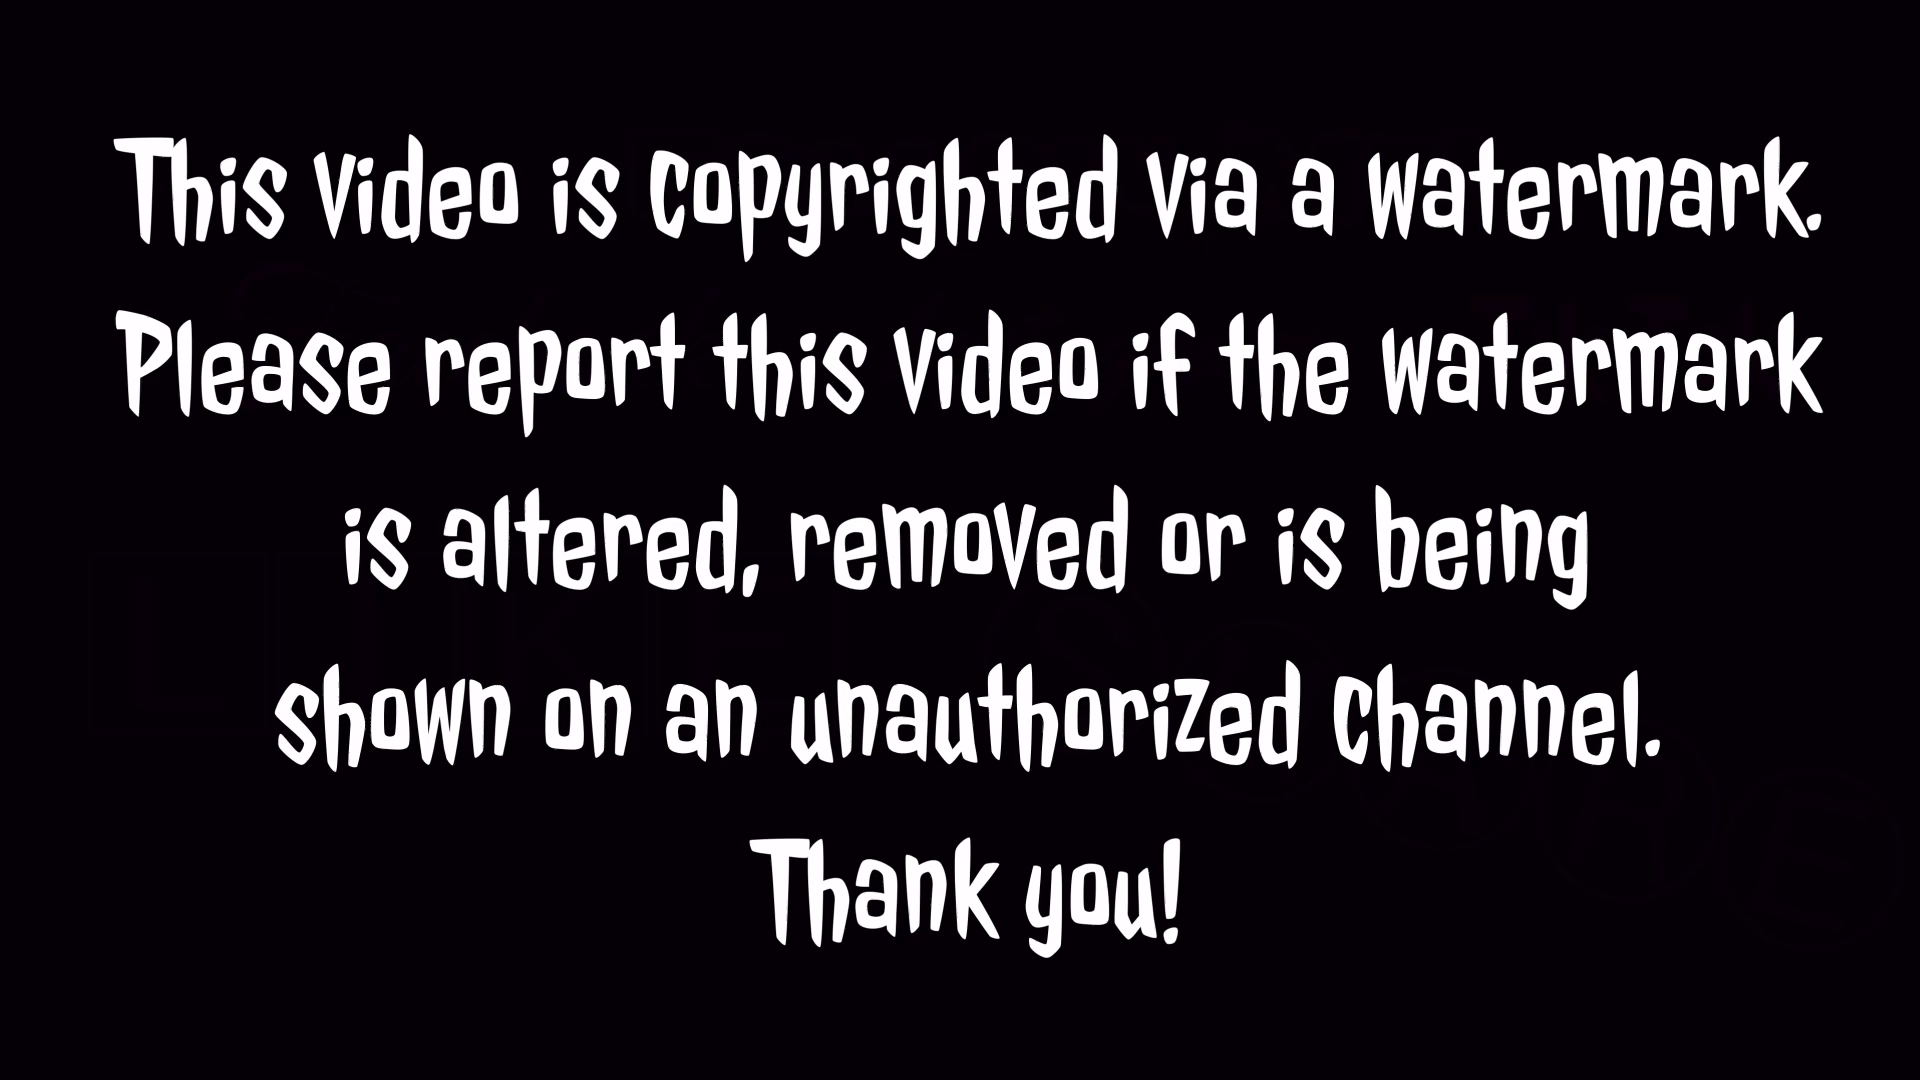 This video is copyrighted via a watermark.
Please report this video if the watermark
is altered, removed or is being
shown on an unauthorized channel.
Thank you!